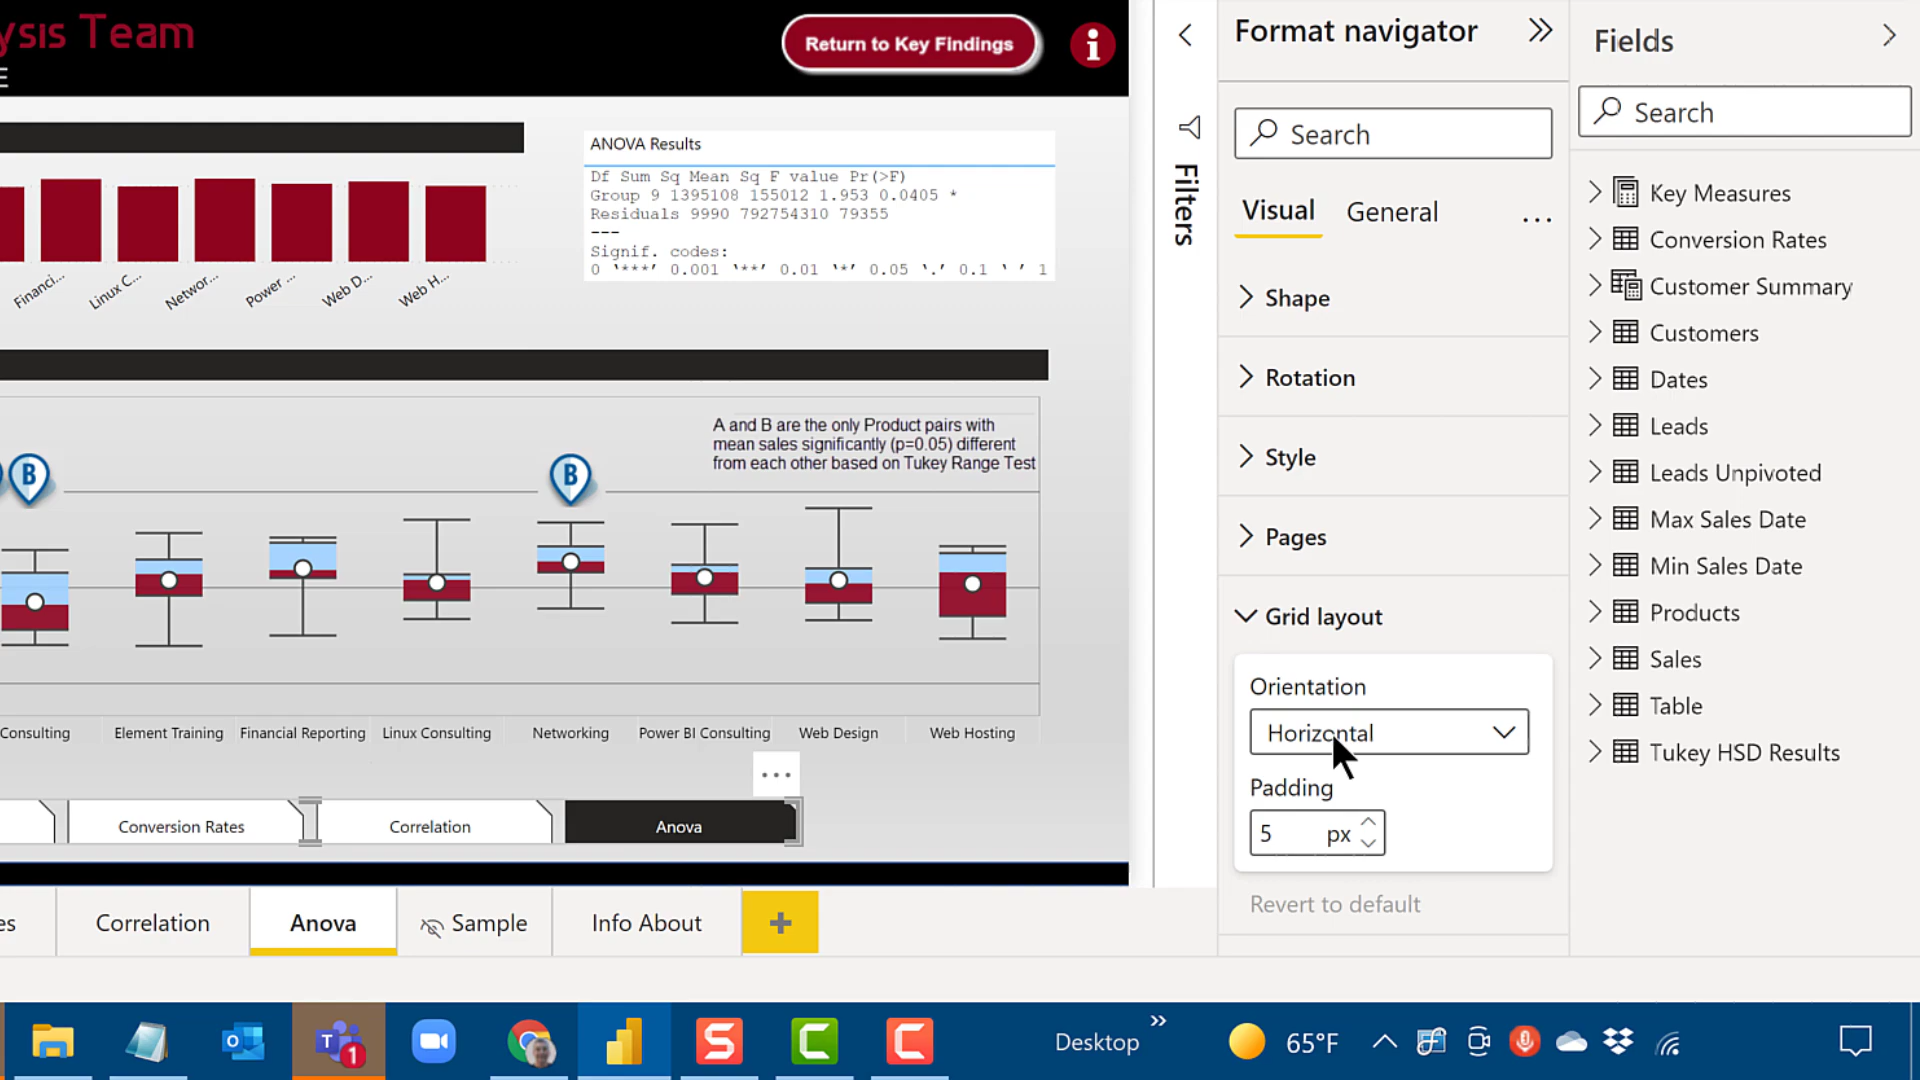 ysis Team
Return to Key Findings
i
ANOVA Results
Df Sum Sq Mean Sq F value Pr(>F)
Group 9 1395108 155012 1.953 0.0405 *
Residuals 9990 792754310 79355
---
Signif. codes:
0 ‘***’ 0.001 ‘**’ 0.01 ‘*’ 0.05 ‘.’ 0.1 ‘ ’ 1
Financi...
Linux C...
Networ...
Power ...
Web D...
Web H...
A and B are the only Product pairs with
mean sales significantly (p=0.05) different
from each other based on Tukey Range Test
B
B
Consulting
Element Training
Financial Reporting
Linux Consulting
Networking
Power BI Consulting
Web Design
Web Hosting
...
Conversion Rates
Correlation
Anova
es
Correlation
Anova
Sample
Info About
+
Filters
Format navigator
Search
Visual
General
...
Shape
Rotation
Style
Pages
Grid layout
Orientation
Horizontal
Padding
5 px
Revert to default
Fields
Search
Key Measures
Conversion Rates
Customer Summary
Customers
Dates
Leads
Leads Unpivoted
Max Sales Date
Min Sales Date
Products
Sales
Table
Tukey HSD Results
T
1
S
C
C
Desktop
65°F